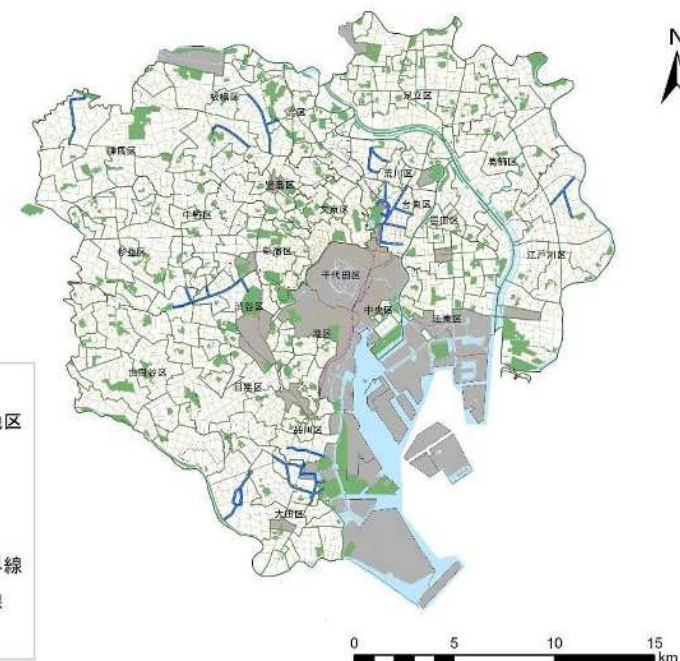 N
板橋区
北区
足立区
練馬区
荒川区
葛飾区
豊島区
文京区
台東区
墨田区
中野区
新宿区
杉並区
江戸川区
千代田区
渋谷区
中央区
江東区
港区
世田谷区
目黒区
品川区
大田区
地区
界線
線
0 5 10 15
km